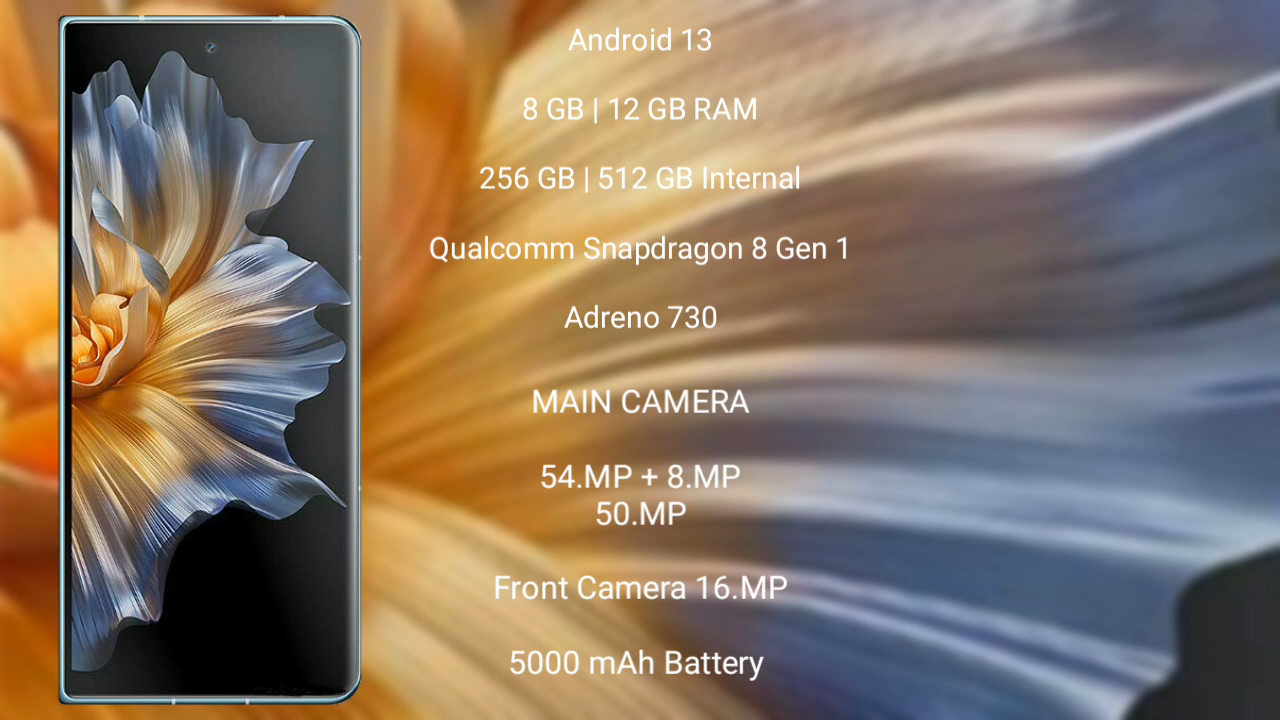 Android 13
8 GB | 12 GB RAM
256 GB | 512 GB Internal
Qualcomm Snapdragon 8 Gen 1
Adreno 730
MAIN CAMERA
54.MP + 8.MP
50.MP
Front Camera 16.MP
5000 mAh Battery